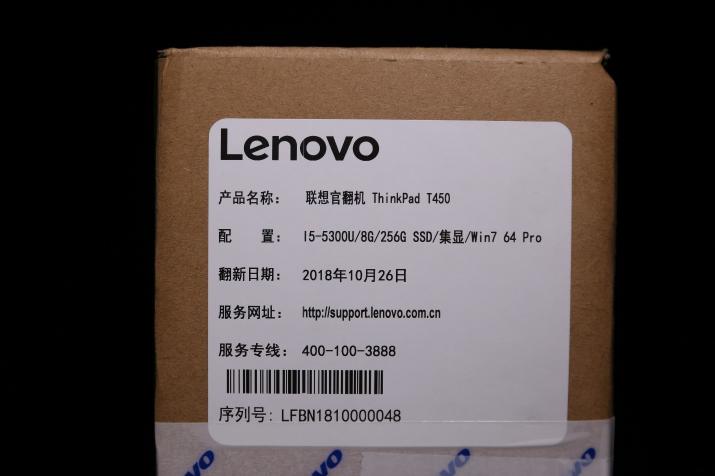 Lenovo
产品名称: 联想官翻机 ThinkPad T450
配 置: I5-5300U/8G/256G SSD/集显/Win7 64 Pro
翻新日期: 2018年10月26日
服务网址: http://support.lenovo.com.cn
服务专线: 400-100-3888
序列号: LFBN1810000048